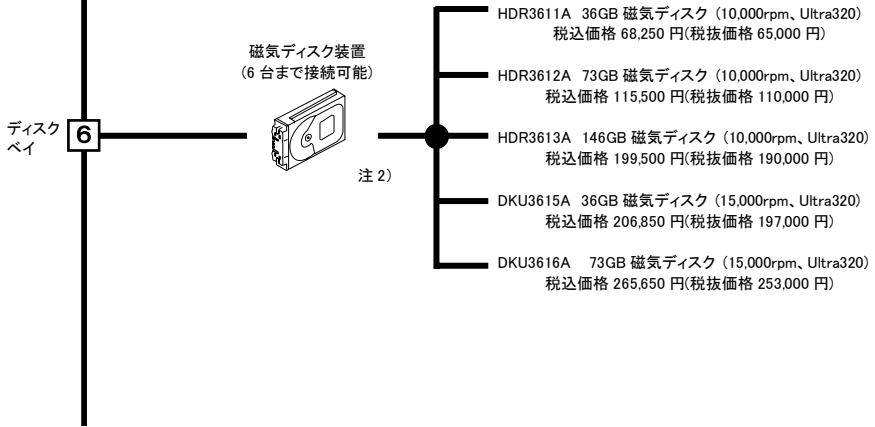 ディスク
ベイ
6
磁気ディスク装置
(6 台まで接続可能)
注 2)
HDR3611A 36GB 磁気ディスク (10,000rpm、Ultra320)
税込価格 68,250 円(税抜価格 65,000 円)
HDR3612A 73GB 磁気ディスク (10,000rpm、Ultra320)
税込価格 115,500 円(税抜価格 110,000 円)
HDR3613A 146GB 磁気ディスク (10,000rpm、Ultra320)
税込価格 199,500 円(税抜価格 190,000 円)
DKU3615A 36GB 磁気ディスク (15,000rpm、Ultra320)
税込価格 206,850 円(税抜価格 197,000 円)
DKU3616A 73GB 磁気ディスク (15,000rpm、Ultra320)
税込価格 265,650 円(税抜価格 253,000 円)